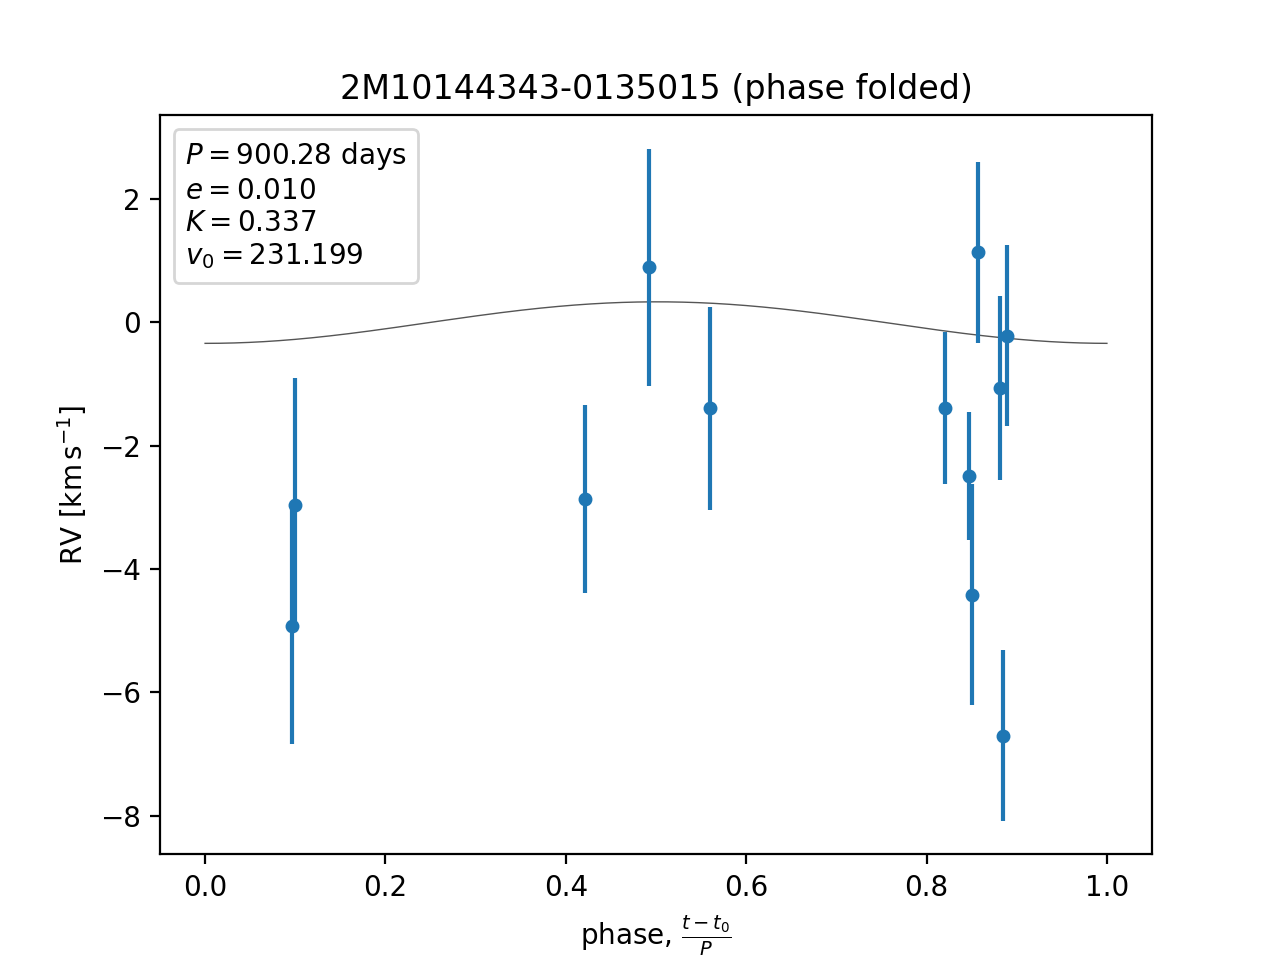 2M10144343-0135015 (phase folded)
P = 900.28 days
e = 0.010
K = 0.337
v₀ = 231.199
2
0
−2
−4
−6
−8
RV [km s⁻¹]
0.0 0.2 0.4 0.6 0.8 1.0
phase, (t − t₀)/P